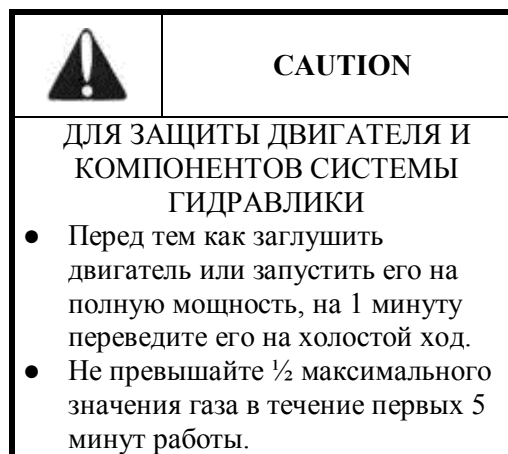 CAUTION
ДЛЯ ЗАЩИТЫ ДВИГАТЕЛЯ И
КОМПОНЕНТОВ СИСТЕМЫ
ГИДРАВЛИКИ
● Перед тем как заглушить
двигатель или запустить его на
полную мощность, на 1 минуту
переведите его на холостой ход.
● Не превышайте ½ максимального
значения газа в течение первых 5
минут работы.